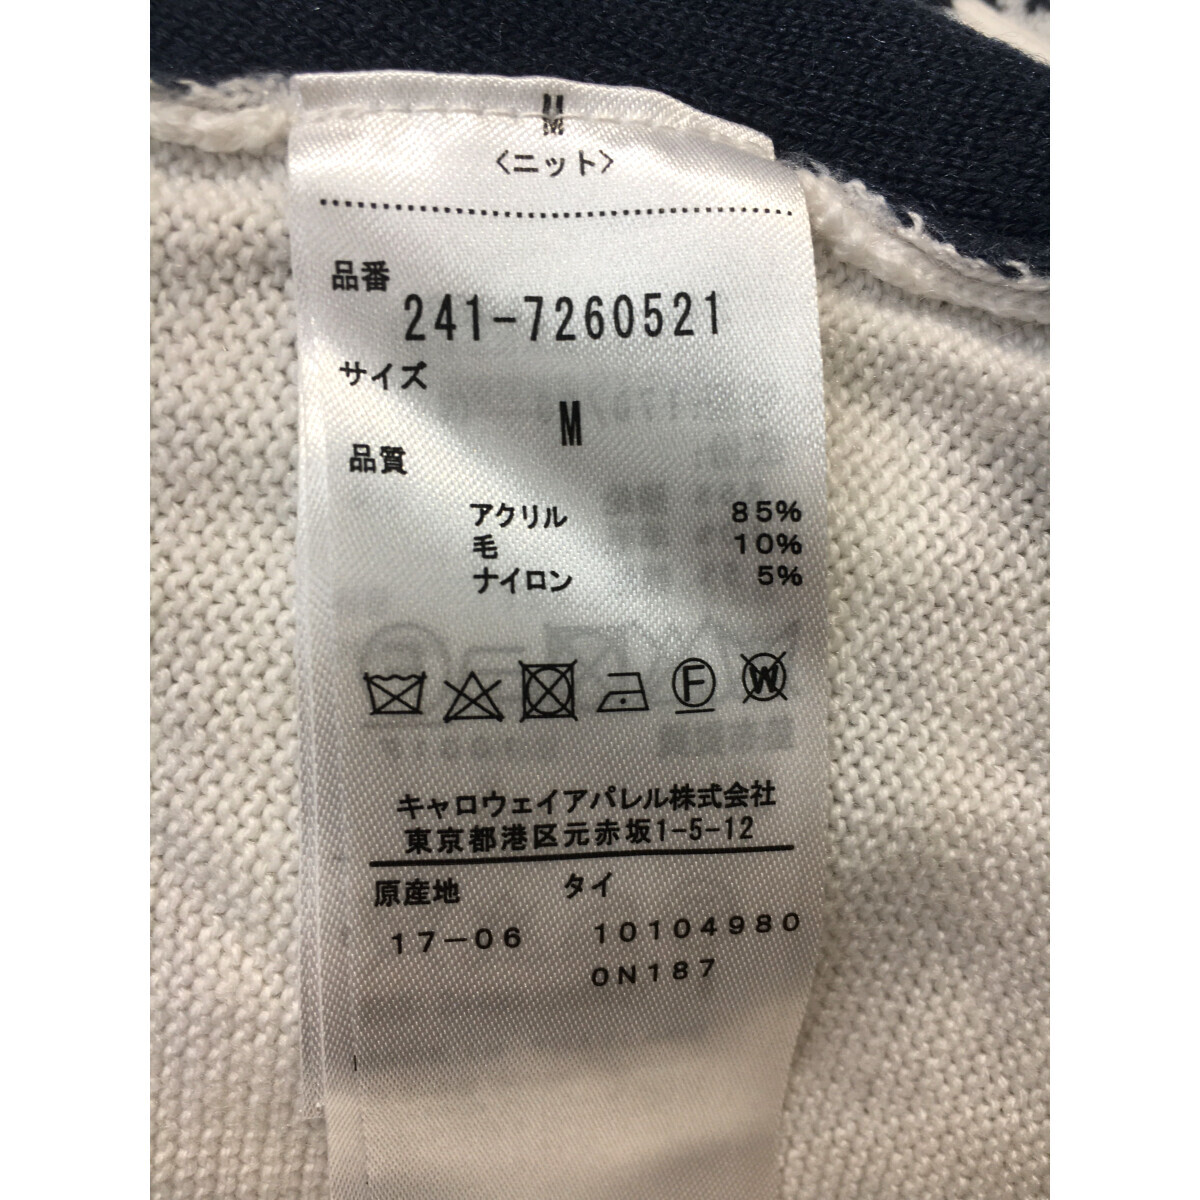 M
〈ニット〉
品番
241-7260521
サイズ
M
品質
アクリル 85%
毛 10%
ナイロン 5%
F W
キャロウェイアパレル株式会社
東京都港区元赤坂1-5-12
原産地 タイ
17-06 10104980
0N187